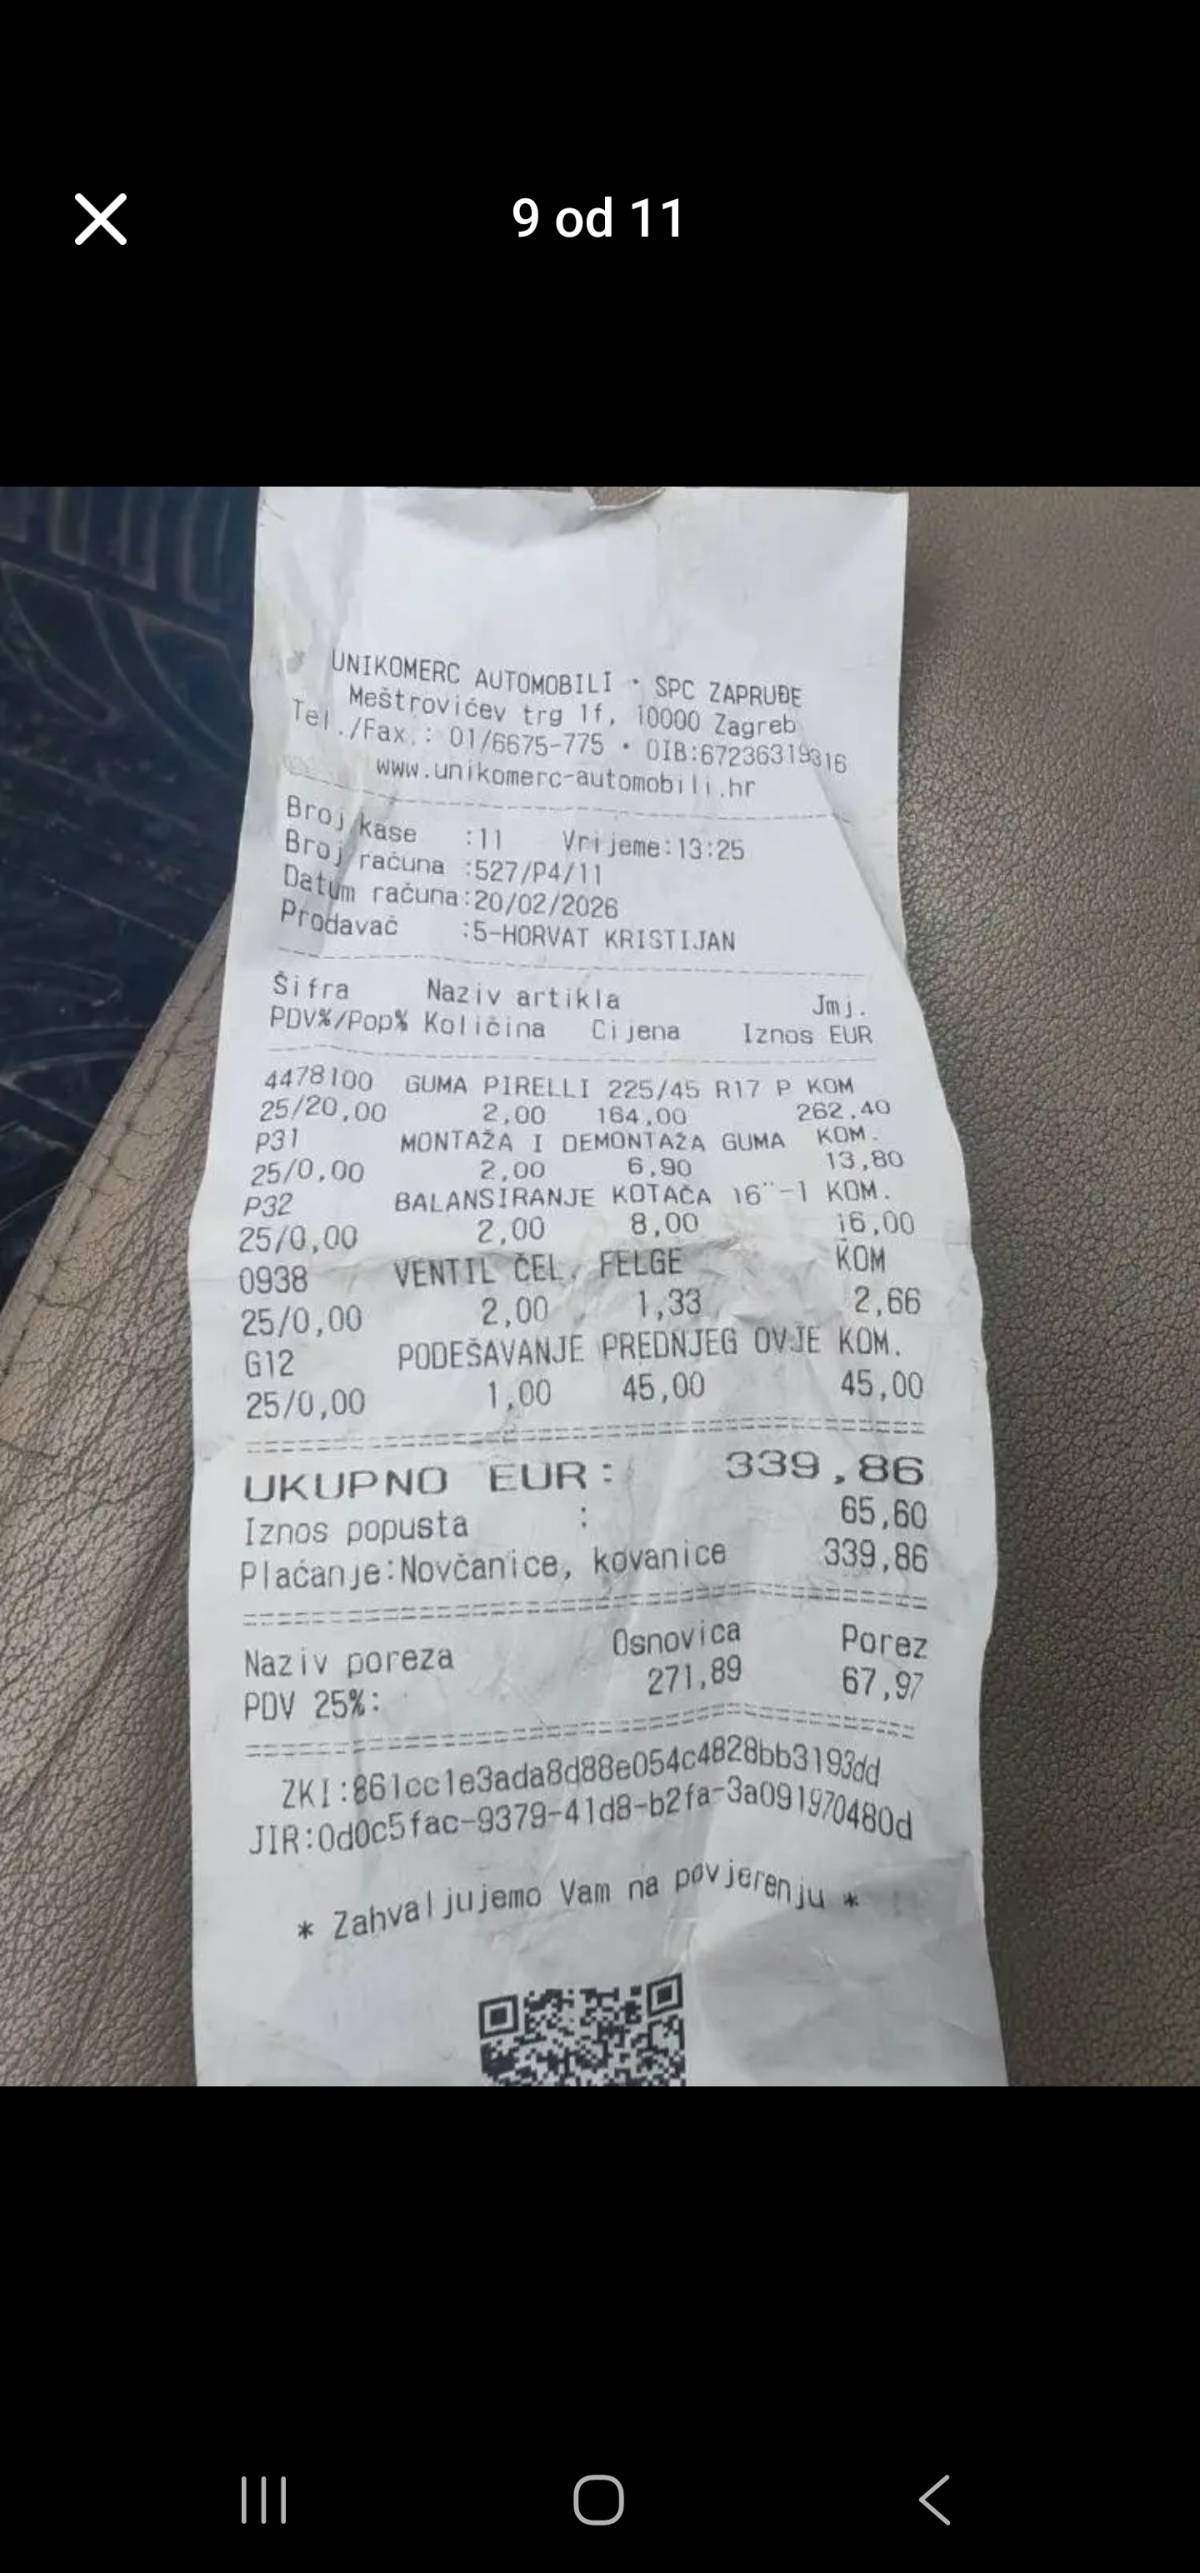 9 od 11
UNIKOMERC AUTOMOBILI · SPC ZAPRUĐE
Meštrovićev trg 1f, 10000 Zagreb
Tel./Fax.: 01/6675-775 · OIB:67236319316
www.unikomerc-automobili.hr
Broj kase :11 Vrijeme:13:25
Broj računa :527/P4/11
Datum računa:20/02/2026
Prodavač :5-HORVAT KRISTIJAN
Šifra Naziv artikla Jmj.
PDV%/Pop% Količina Cijena Iznos EUR
4478100 GUMA PIRELLI 225/45 R17 P KOM
25/20,00 2,00 164,00 262,40
P31 MONTAŽA I DEMONTAŽA GUMA KOM.
25/0,00 2,00 6,90 13,80
P32 BALANSIRANJE KOTAČA 16"-1 KOM.
25/0,00 2,00 8,00 16,00
0938 VENTIL ČEL. FELGE KOM
25/0,00 2,00 1,33 2,66
G12 PODEŠAVANJE PREDNJEG OVJE KOM.
25/0,00 1,00 45,00 45,00
UKUPNO EUR: 339,86
Iznos popusta : 65,60
Plaćanje:Novčanice, kovanice 339,86
Naziv poreza Osnovica Porez
PDV 25%: 271,89 67,97
ZKI:861cc1e3ada8d88e054c4828bb3193dd
JIR:0d0c5fac-9379-41d8-b2fa-3a091970480d
* Zahvaljujemo Vam na povjerenju *